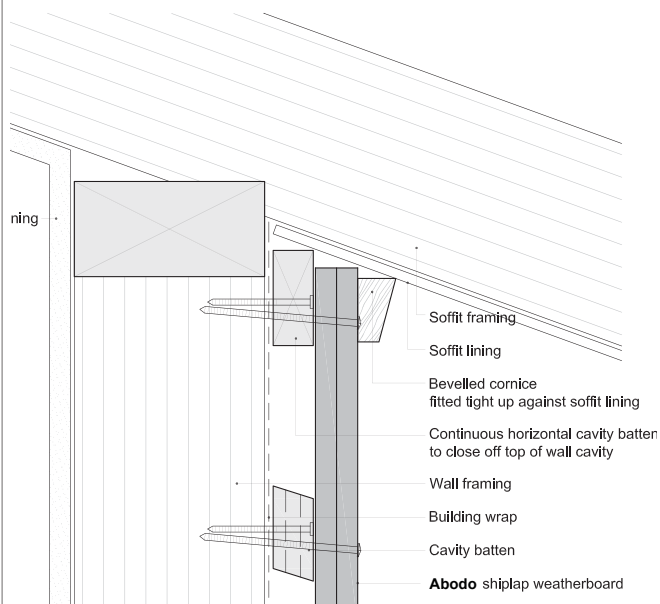 ning
Soffit framing
Soffit lining
Bevelled cornice
fitted tight up against soffit lining
Continuous horizontal cavity batten
to close off top of wall cavity
Wall framing
Building wrap
Cavity batten
Abodo shiplap weatherboard